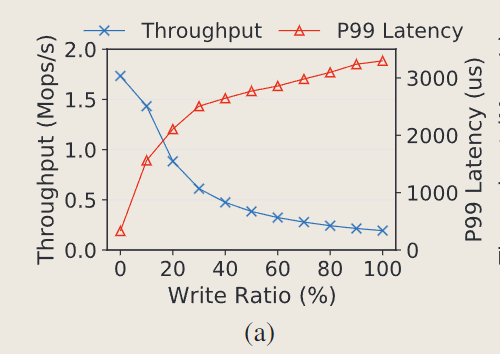 Throughput P99 Latency
Throughput (Mops/s)
2.0
1.5
1.0
0.5
0.0
3000
2000
1000
0
P99 Latency (us)
0 20 40 60 80 100
Write Ratio (%)
(a)